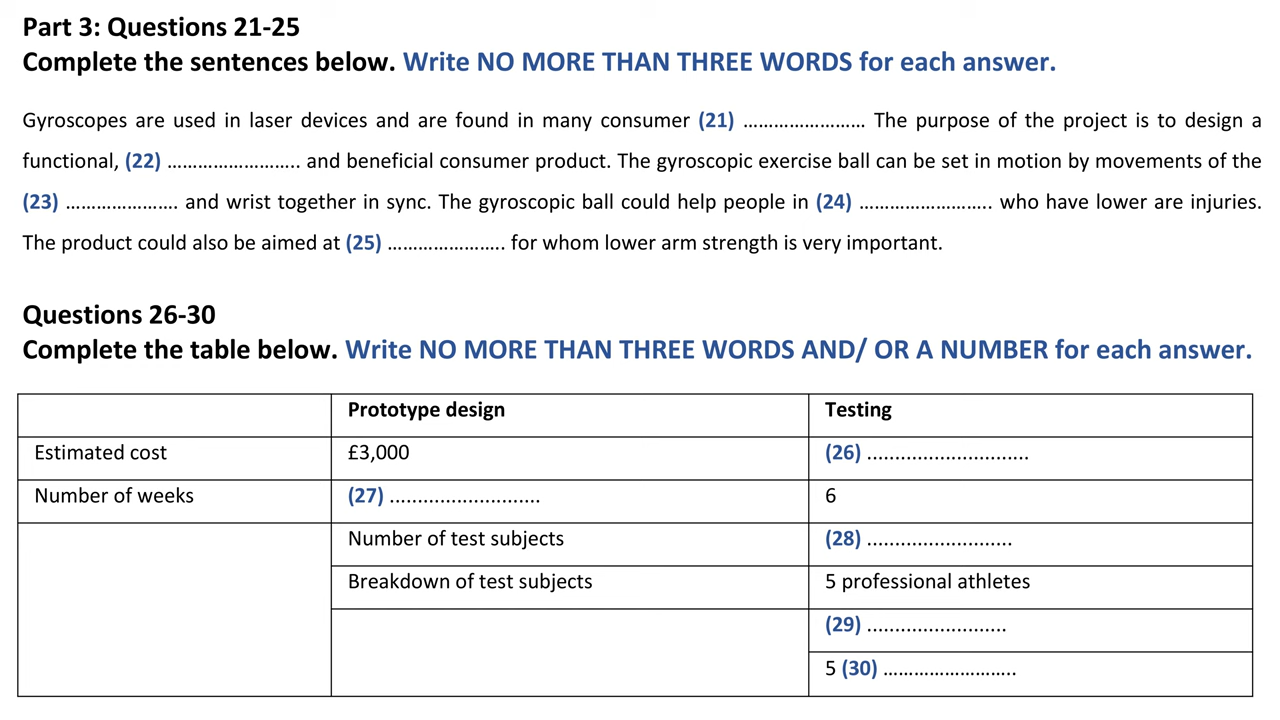 Part 3: Questions 21-25
Complete the sentences below. Write NO MORE THAN THREE WORDS for each answer.
Gyroscopes are used in laser devices and are found in many consumer (21) …………………. The purpose of the project is to design a
functional, (22) ………………….. and beneficial consumer product. The gyroscopic exercise ball can be set in motion by movements of the
(23) ………………. and wrist together in sync. The gyroscopic ball could help people in (24) ………………….. who have lower are injuries.
The product could also be aimed at (25) ……………….. for whom lower arm strength is very important.
Questions 26-30
Complete the table below. Write NO MORE THAN THREE WORDS AND/ OR A NUMBER for each answer.
Prototype design Testing
Estimated cost £3,000 (26) .............................
Number of weeks (27) ........................... 6
Number of test subjects (28) ..........................
Breakdown of test subjects 5 professional athletes
(29) .........................
5 (30) …………………..